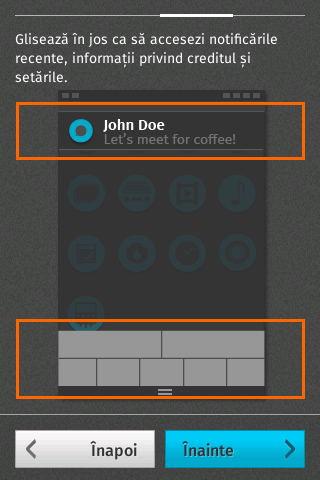 Glisează în jos ca să accesezi notificările
recente, informații privind creditul și
setările.
John Doe
Let's meet for coffee!
Înapoi
Înainte